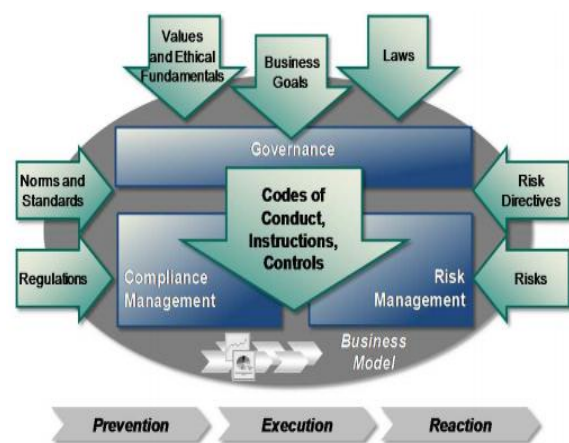 Values
and Ethical
Fundamentals
Business
Goals
Laws
Governance
Norms and
Standards
Codes of
Conduct,
Instructions,
Controls
Risk
Directives
Regulations
Compliance
Management
Risk
Management
Risks
Business
Model
Prevention
Execution
Reaction